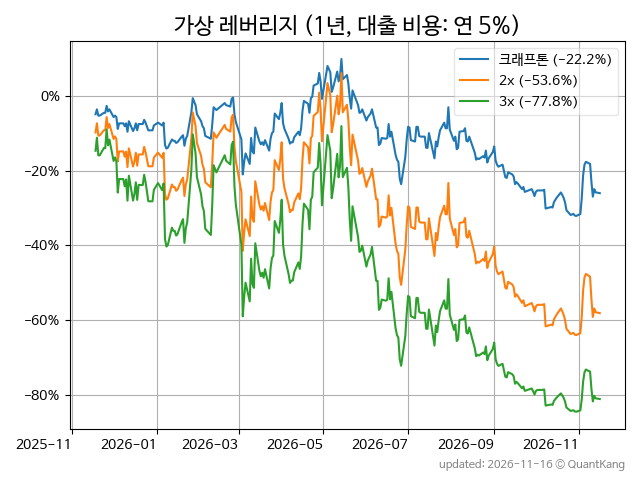 가상 레버리지 (1년, 대출 비용: 연 5%)
크래프톤 (−22.2%)
2x (−53.6%)
3x (−77.8%)
0%
−20%
−40%
−60%
−80%
2025-11 2026-01 2026-03 2026-05 2026-07 2026-09 2026-11
updated: 2026-11-16 © QuantKang